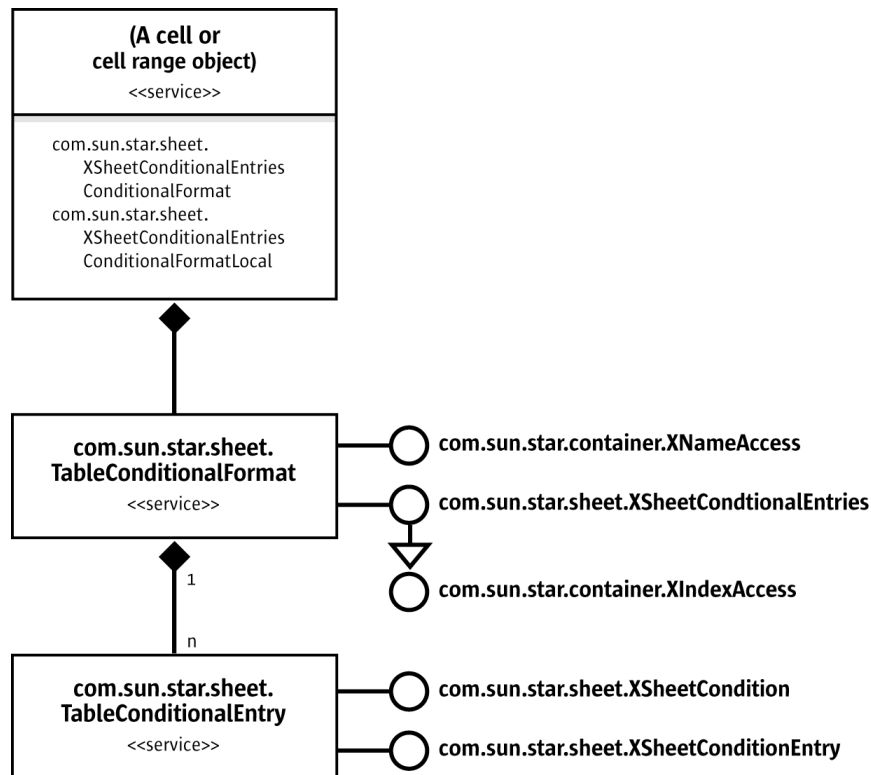 (A cell or
cell range object)
<<service>>
com.sun.star.sheet.
XSheetConditionalEntries
ConditionalFormat
com.sun.star.sheet.
XSheetConditionalEntries
ConditionalFormatLocal
com.sun.star.sheet.
TableConditionalFormat
<<service>>
com.sun.star.container.XNameAccess
com.sun.star.sheet.XSheetCondtionalEntries
com.sun.star.container.XIndexAccess
1
n
com.sun.star.sheet.
TableConditionalEntry
<<service>>
com.sun.star.sheet.XSheetCondition
com.sun.star.sheet.XSheetConditionEntry